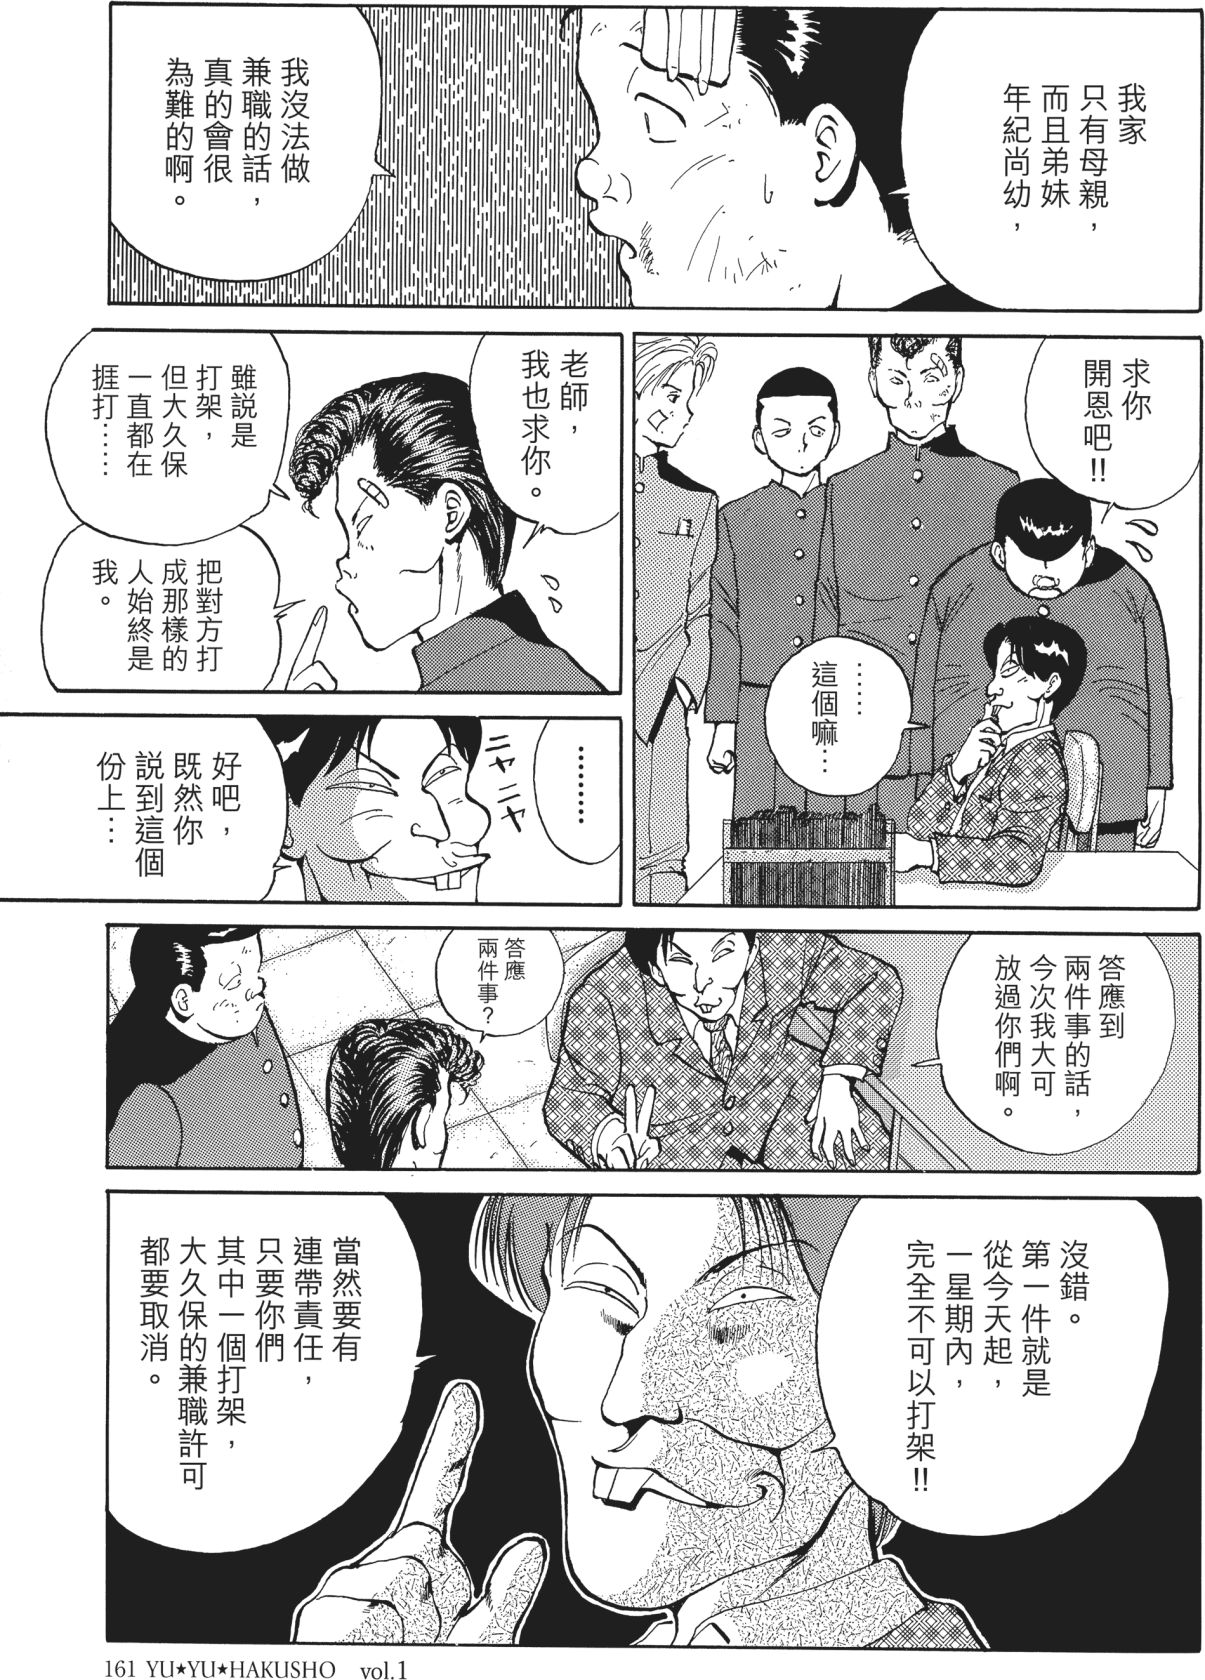 我家
只有母親，
而且弟妹
年紀尚幼，
我沒法做
兼職的話，
真的會很
為難的啊。
求你
開恩吧!!
……
這個嘛…
老師，
我也求你。
雖說是
打架，
但大久保
一直都在
捱打……
把對方打
成那樣的
人始終是
我。
………
ニヤニヤ
好吧，
既然你
說到這個
份上…
答應到
兩件事的話，
今次我大可
放過你們啊。
答應
兩件事？
沒錯。
第一件就是
從今天起，
一星期內，
完全不可以打架!!
當然要有
連帶責任，
只要你們
其中一個打架，
大久保的兼職許可
都要取消。
161 YU★YU★HAKUSHO vol.1